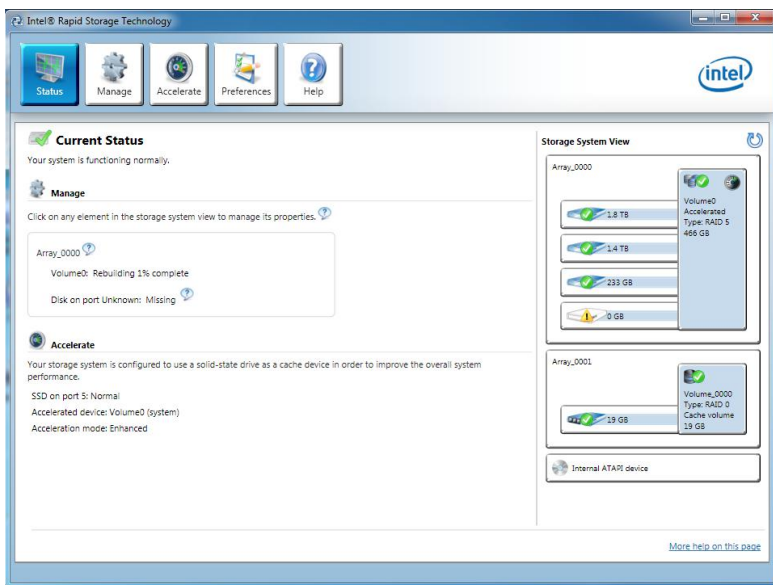 Intel® Rapid Storage Technology
Status
Manage
Accelerate
Preferences
Help
intel
Current Status
Your system is functioning normally.
Manage
Click on any element in the storage system view to manage its properties.
Array_0000
Volume0: Rebuilding 1% complete
Disk on port Unknown: Missing
Accelerate
Your storage system is configured to use a solid-state drive as a cache device in order to improve the overall system
performance.
SSD on port 5: Normal
Accelerated device: Volume0 (system)
Acceleration mode: Enhanced
Storage System View
Array_0000
1.8 TB
1.4 TB
233 GB
0 GB
Volume0
Accelerated
Type: RAID 5
466 GB
Array_0001
19 GB
Volume_0000
Type: RAID 0
Cache volume
19 GB
Internal ATAPI device
More help on this page